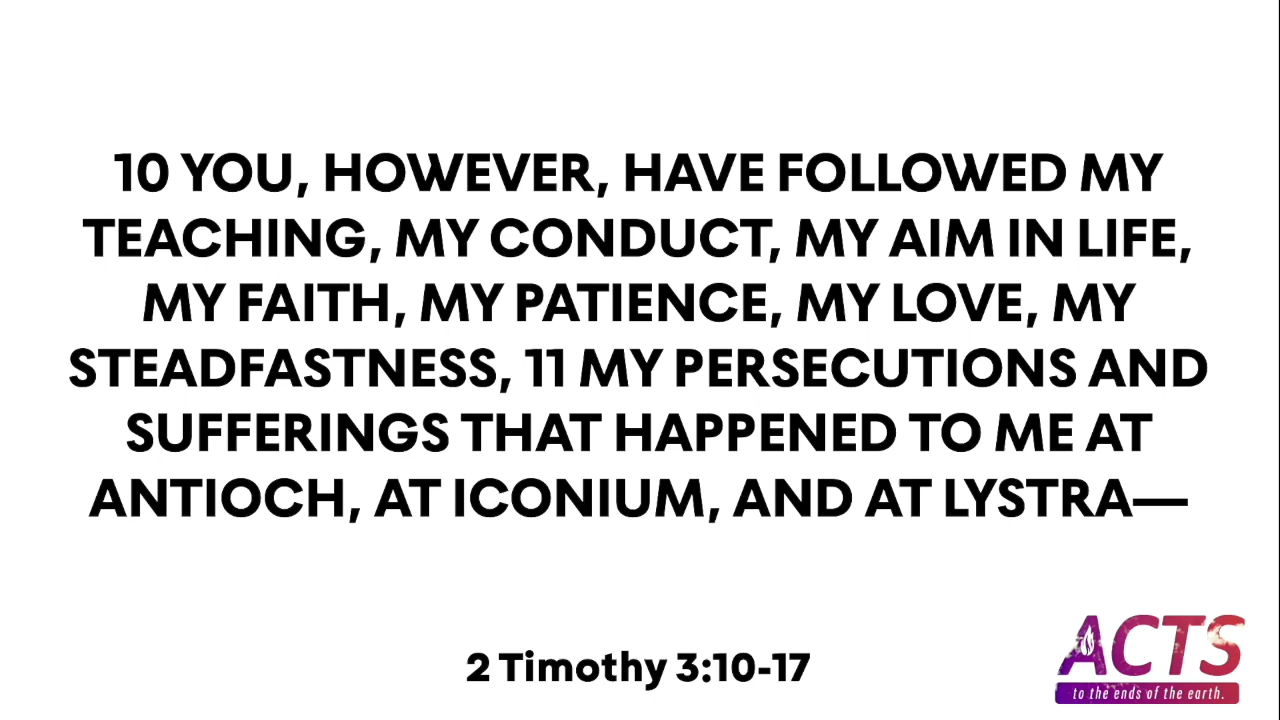 10 YOU, HOWEVER, HAVE FOLLOWED MY
TEACHING, MY CONDUCT, MY AIM IN LIFE,
MY FAITH, MY PATIENCE, MY LOVE, MY
STEADFASTNESS, 11 MY PERSECUTIONS AND
SUFFERINGS THAT HAPPENED TO ME AT
ANTIOCH, AT ICONIUM, AND AT LYSTRA—
2 Timothy 3:10-17
ACTS
to the ends of the earth.